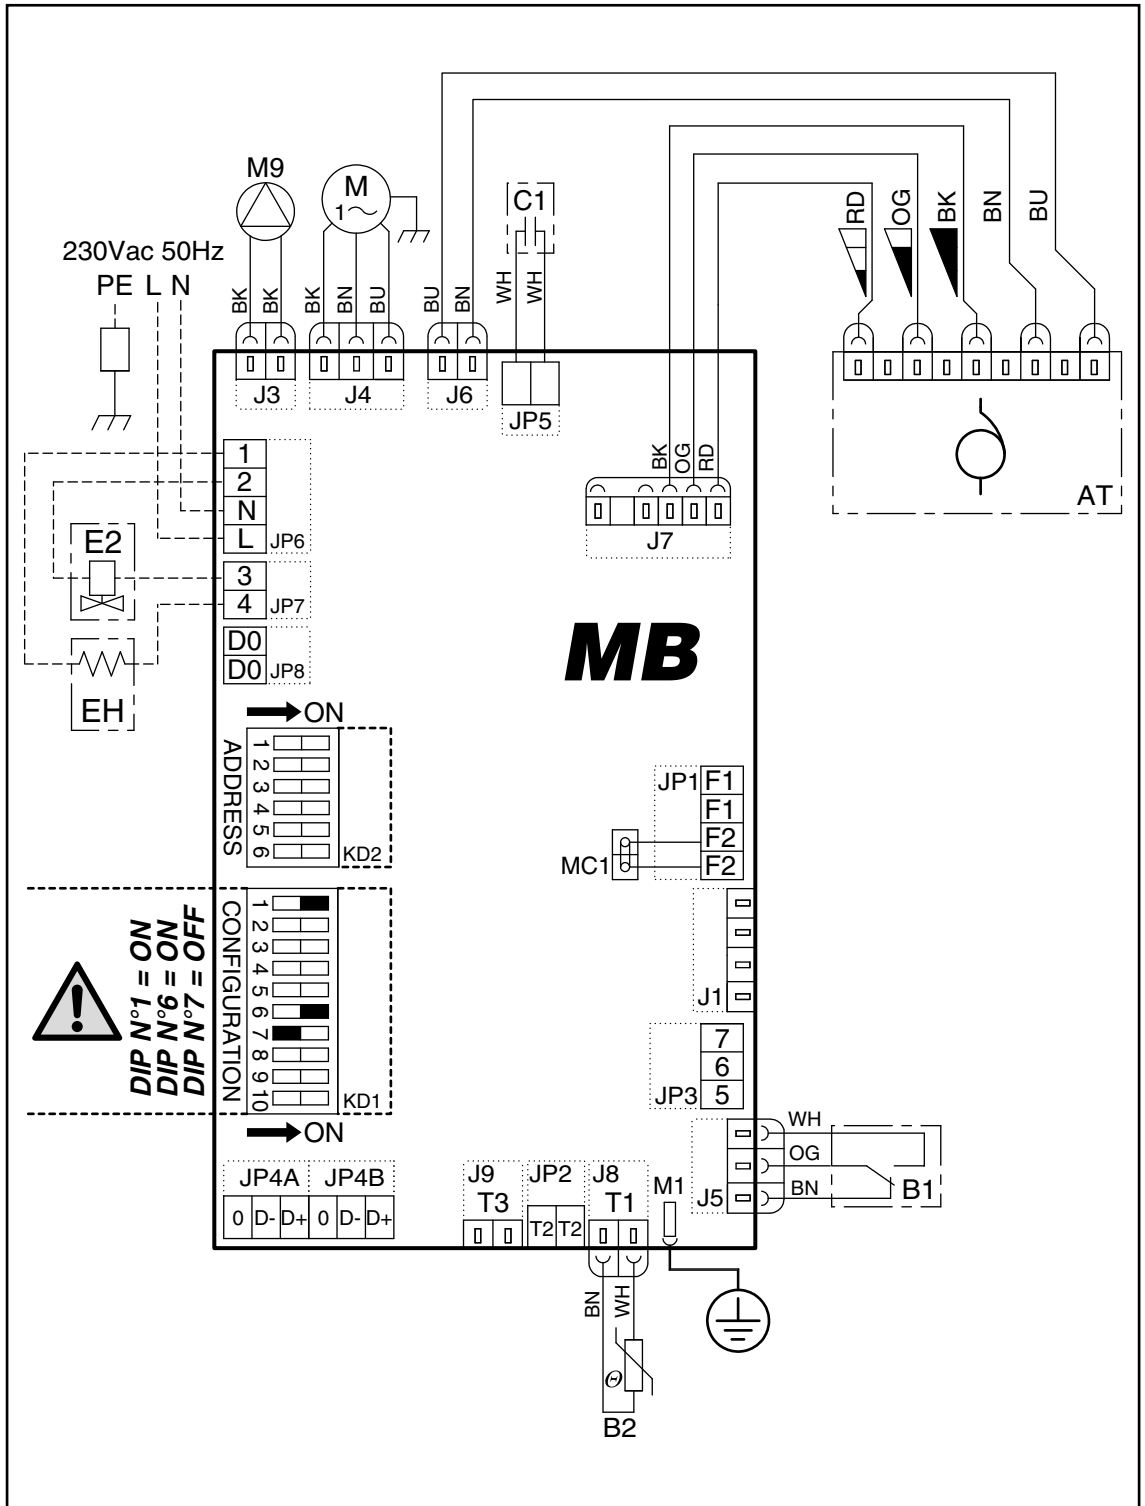 M9
M
1~
C1
230Vac 50Hz
PE L N
BK
BK
BK
BN
BU
BU
BN
WH
WH
RD
OG
BK
BN
BU
J3
J4
J6
JP5
AT
BK
OG
RD
J7
1
2
N
L
JP6
E2
3
4
JP7
D0
D0
JP8
EH
MB
ON
ADDRESS
1
2
3
4
5
6
KD2
JP1
F1
F1
F2
F2
MC1
DIP N°1 = ON
DIP N°6 = ON
DIP N°7 = OFF
!
CONFIGURATION
1
2
3
4
5
6
7
8
9
10
KD1
ON
J1
7
6
5
JP3
WH
OG
BN
J5
B1
JP4A
JP4B
0 D- D+ 0 D- D+
J9
T3
JP2
T2 T2
J8
T1
M1
BN
WH
Θ
B2